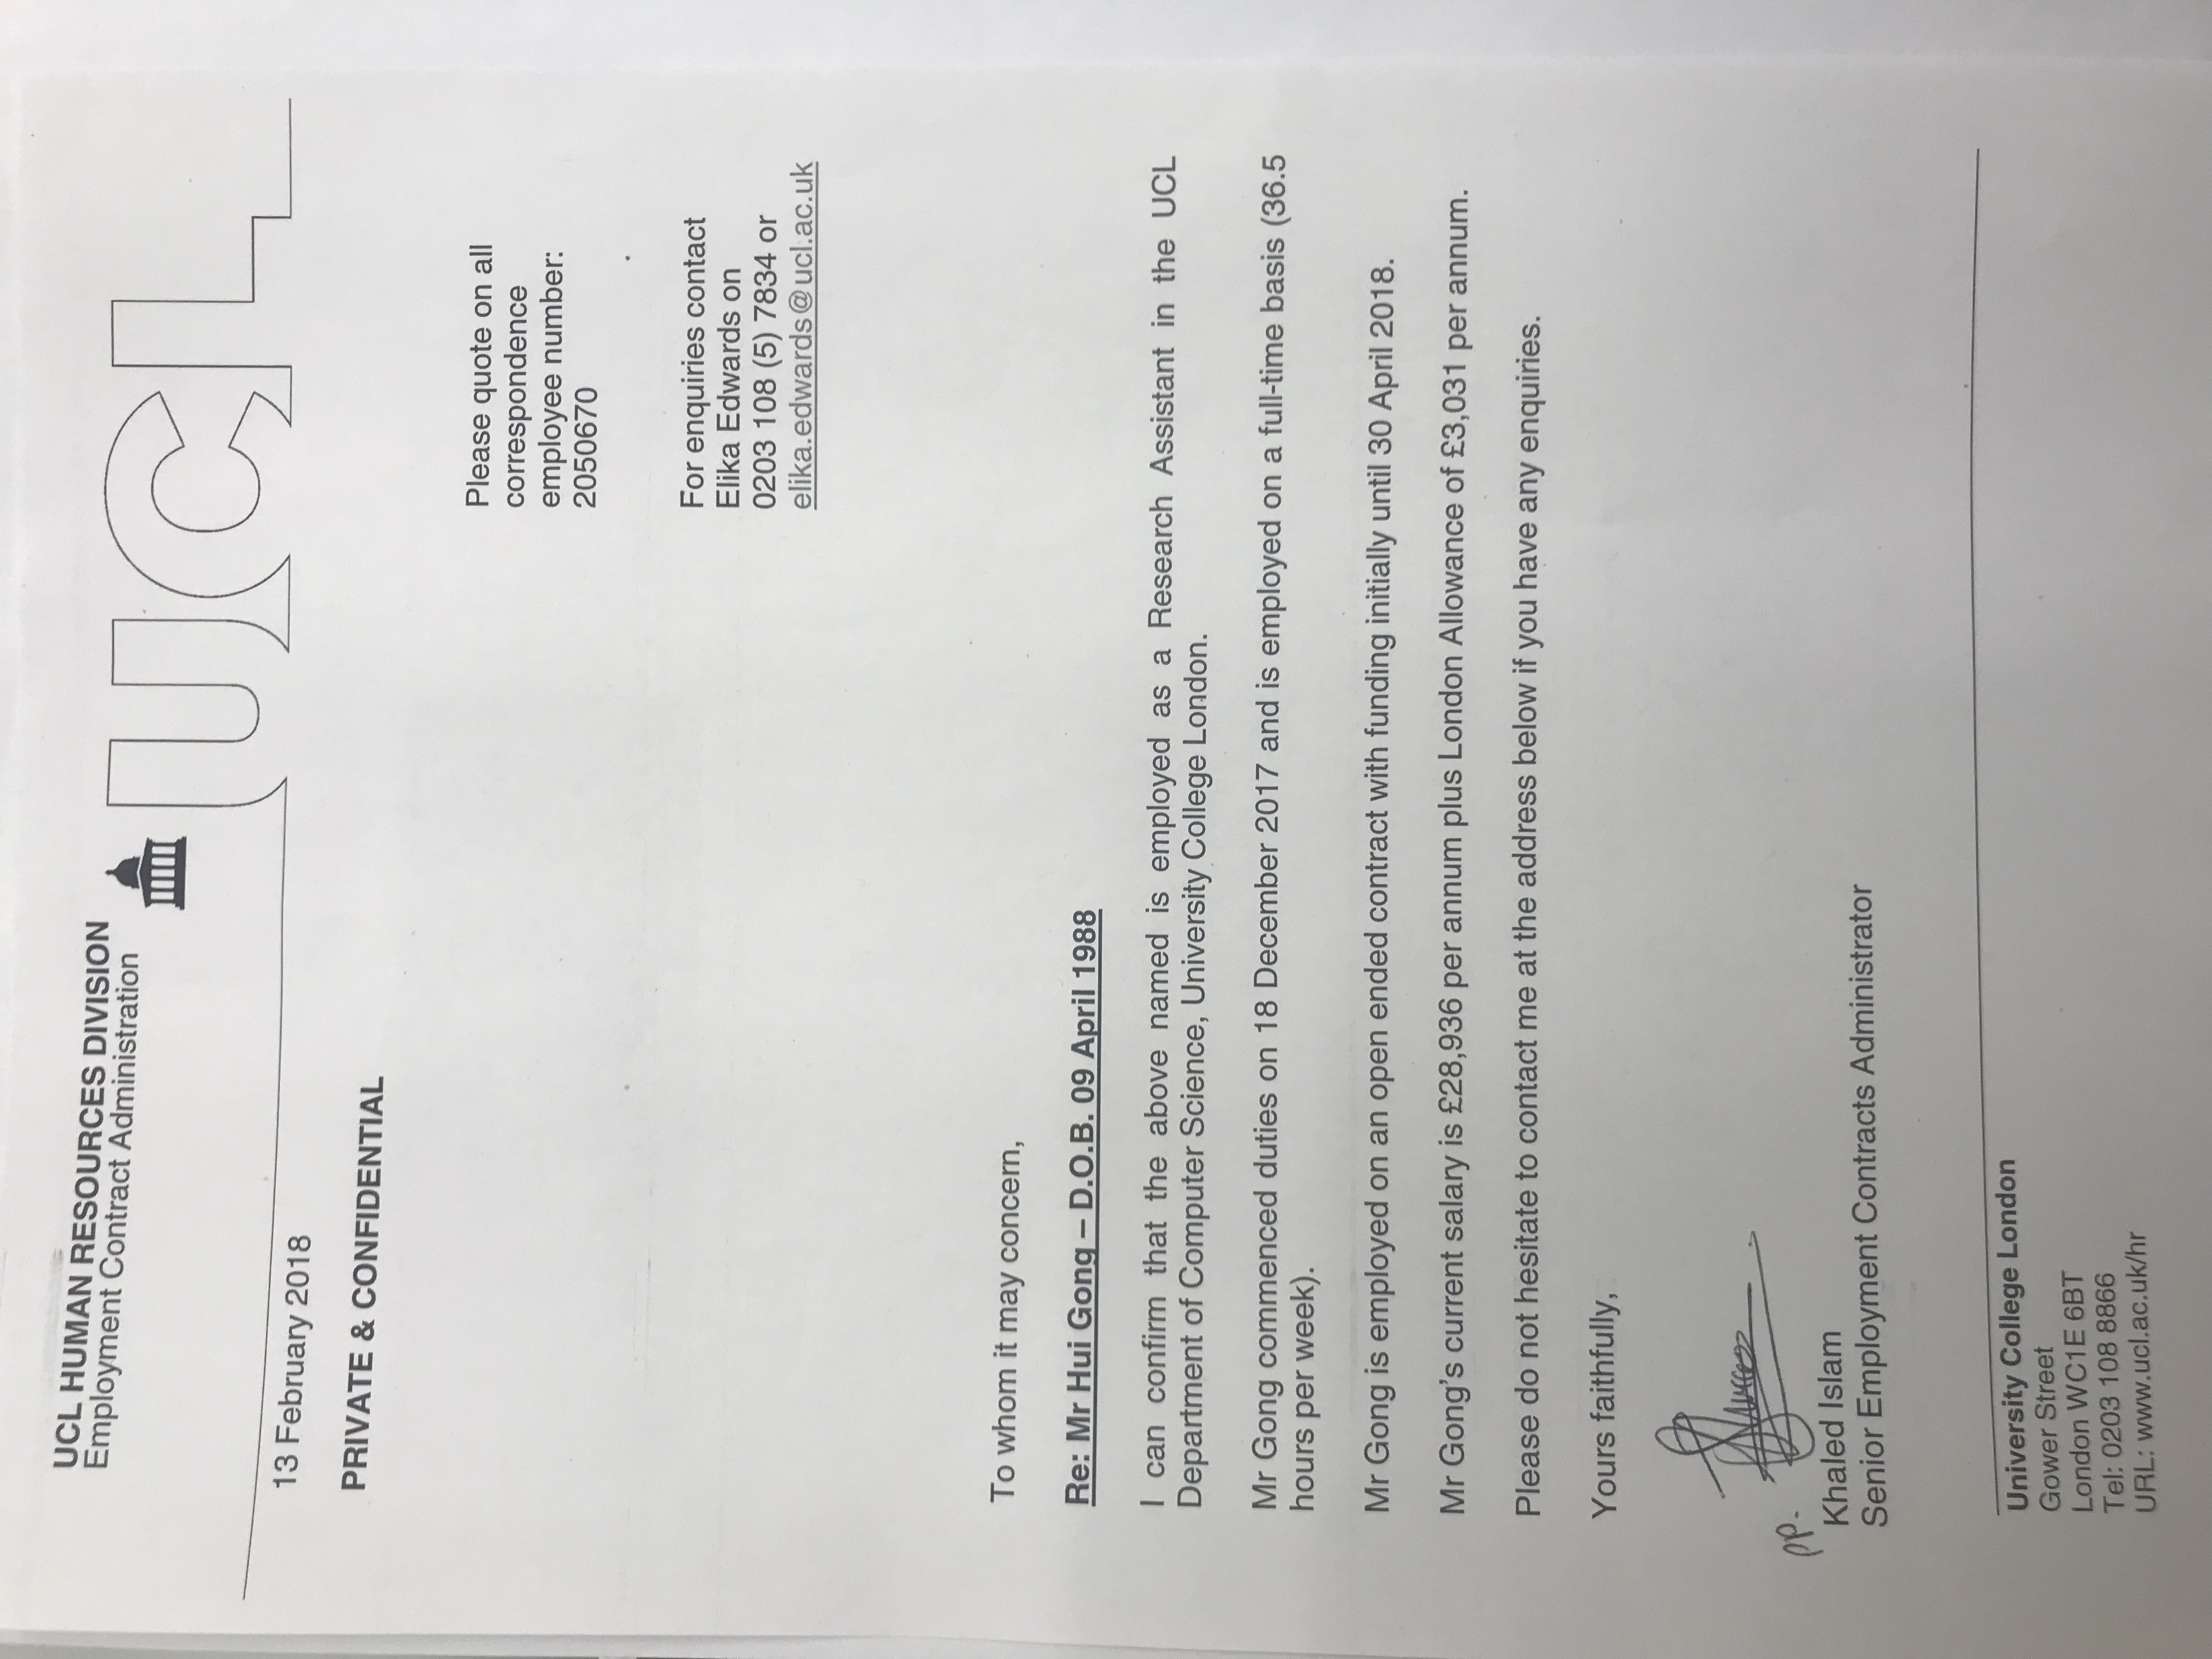 UCL HUMAN RESOURCES DIVISION
Employment Contract Administration
UCL
13 February 2018
PRIVATE & CONFIDENTIAL
Please quote on all
correspondence
employee number:
2050670
For enquiries contact
Elika Edwards on
0203 108 (5) 7834 or
elika.edwards@ucl.ac.uk
To whom it may concern,
Re: Mr Hui Gong – D.O.B. 09 April 1988
I can confirm that the above named is employed as a Research Assistant in the UCL
Department of Computer Science, University College London.
Mr Gong commenced duties on 18 December 2017 and is employed on a full-time basis (36.5
hours per week).
Mr Gong is employed on an open ended contract with funding initially until 30 April 2018.
Mr Gong's current salary is £28,936 per annum plus London Allowance of £3,031 per annum.
Please do not hesitate to contact me at the address below if you have any enquiries.
Yours faithfully,
pp.
Khaled Islam
Senior Employment Contracts Administrator
University College London
Gower Street
London WC1E 6BT
Tel: 0203 108 8866
URL: www.ucl.ac.uk/hr